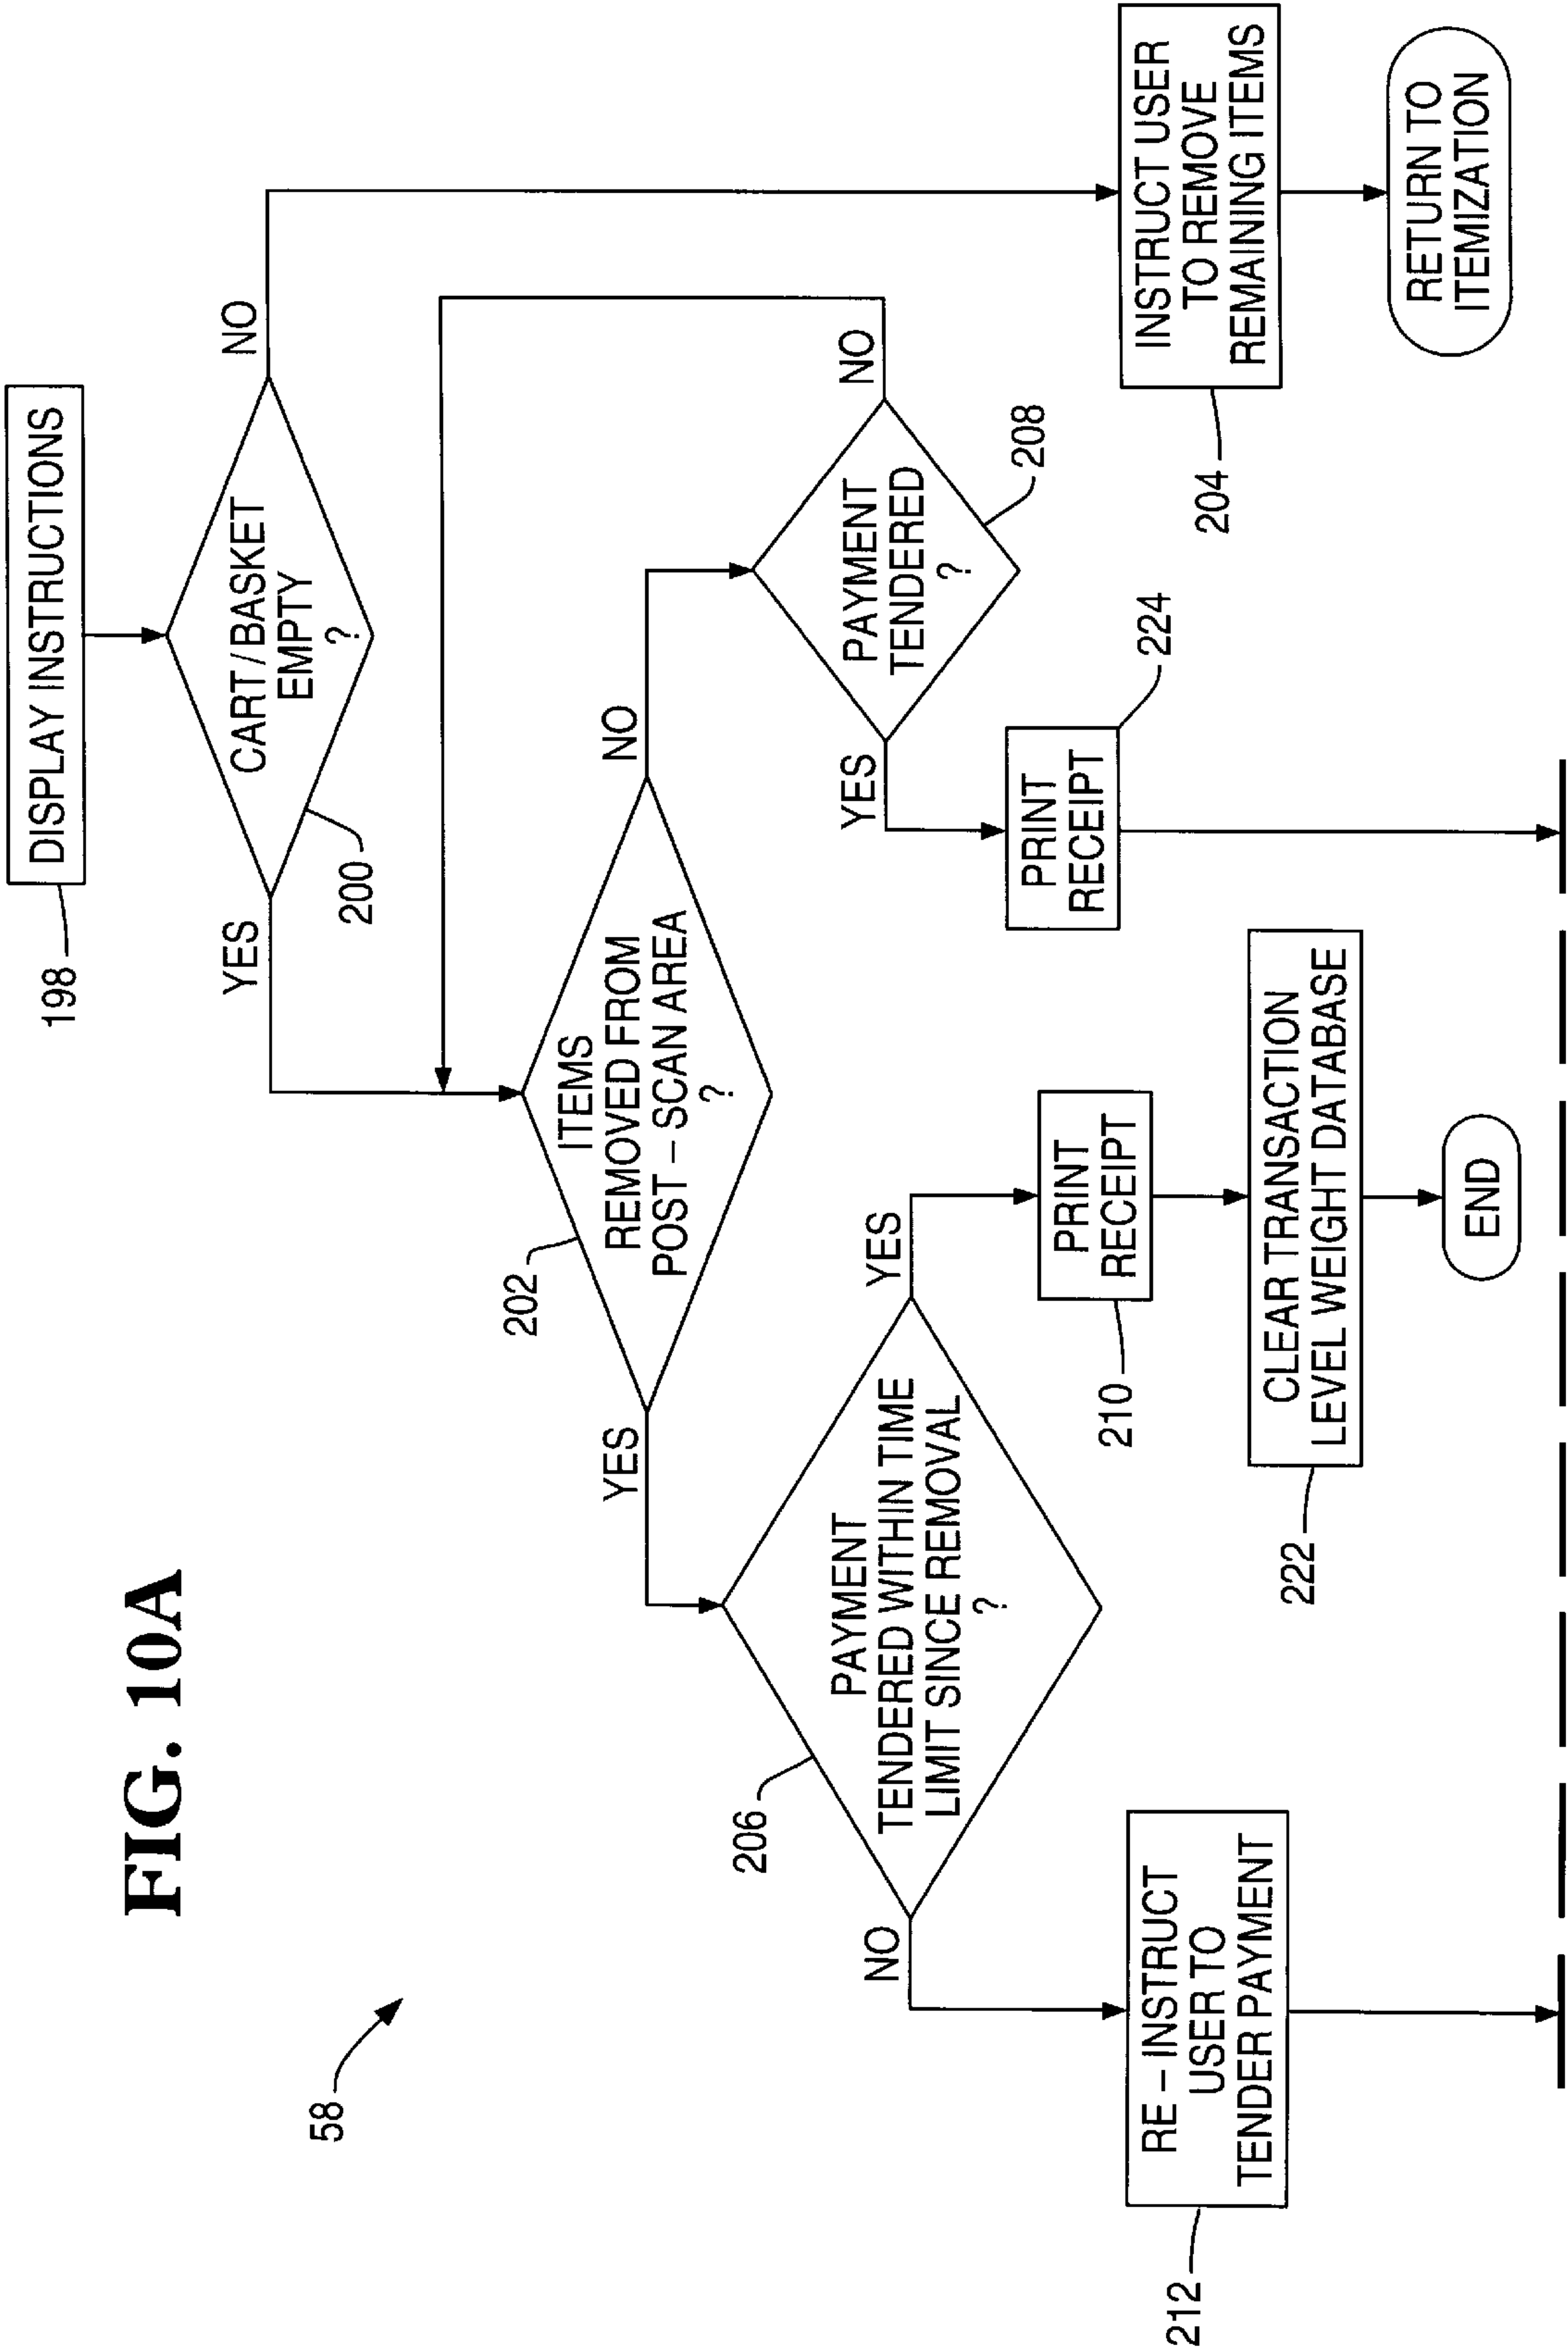 FIG. 10A
58
DISPLAY INSTRUCTIONS
198
CART/BASKET
EMPTY
?
200
YES
NO
ITEMS
REMOVED FROM
POST – SCAN AREA
?
202
YES
NO
PAYMENT
TENDERED WITHIN TIME
LIMIT SINCE REMOVAL
?
206
NO
YES
PAYMENT
TENDERED
?
208
YES
NO
RE – INSTRUCT
USER TO
TENDER PAYMENT
212
PRINT
RECEIPT
210
CLEAR TRANSACTION
LEVEL WEIGHT DATABASE
222
END
PRINT
RECEIPT
224
INSTRUCT USER
TO REMOVE
REMAINING ITEMS
204
RETURN TO
ITEMIZATION